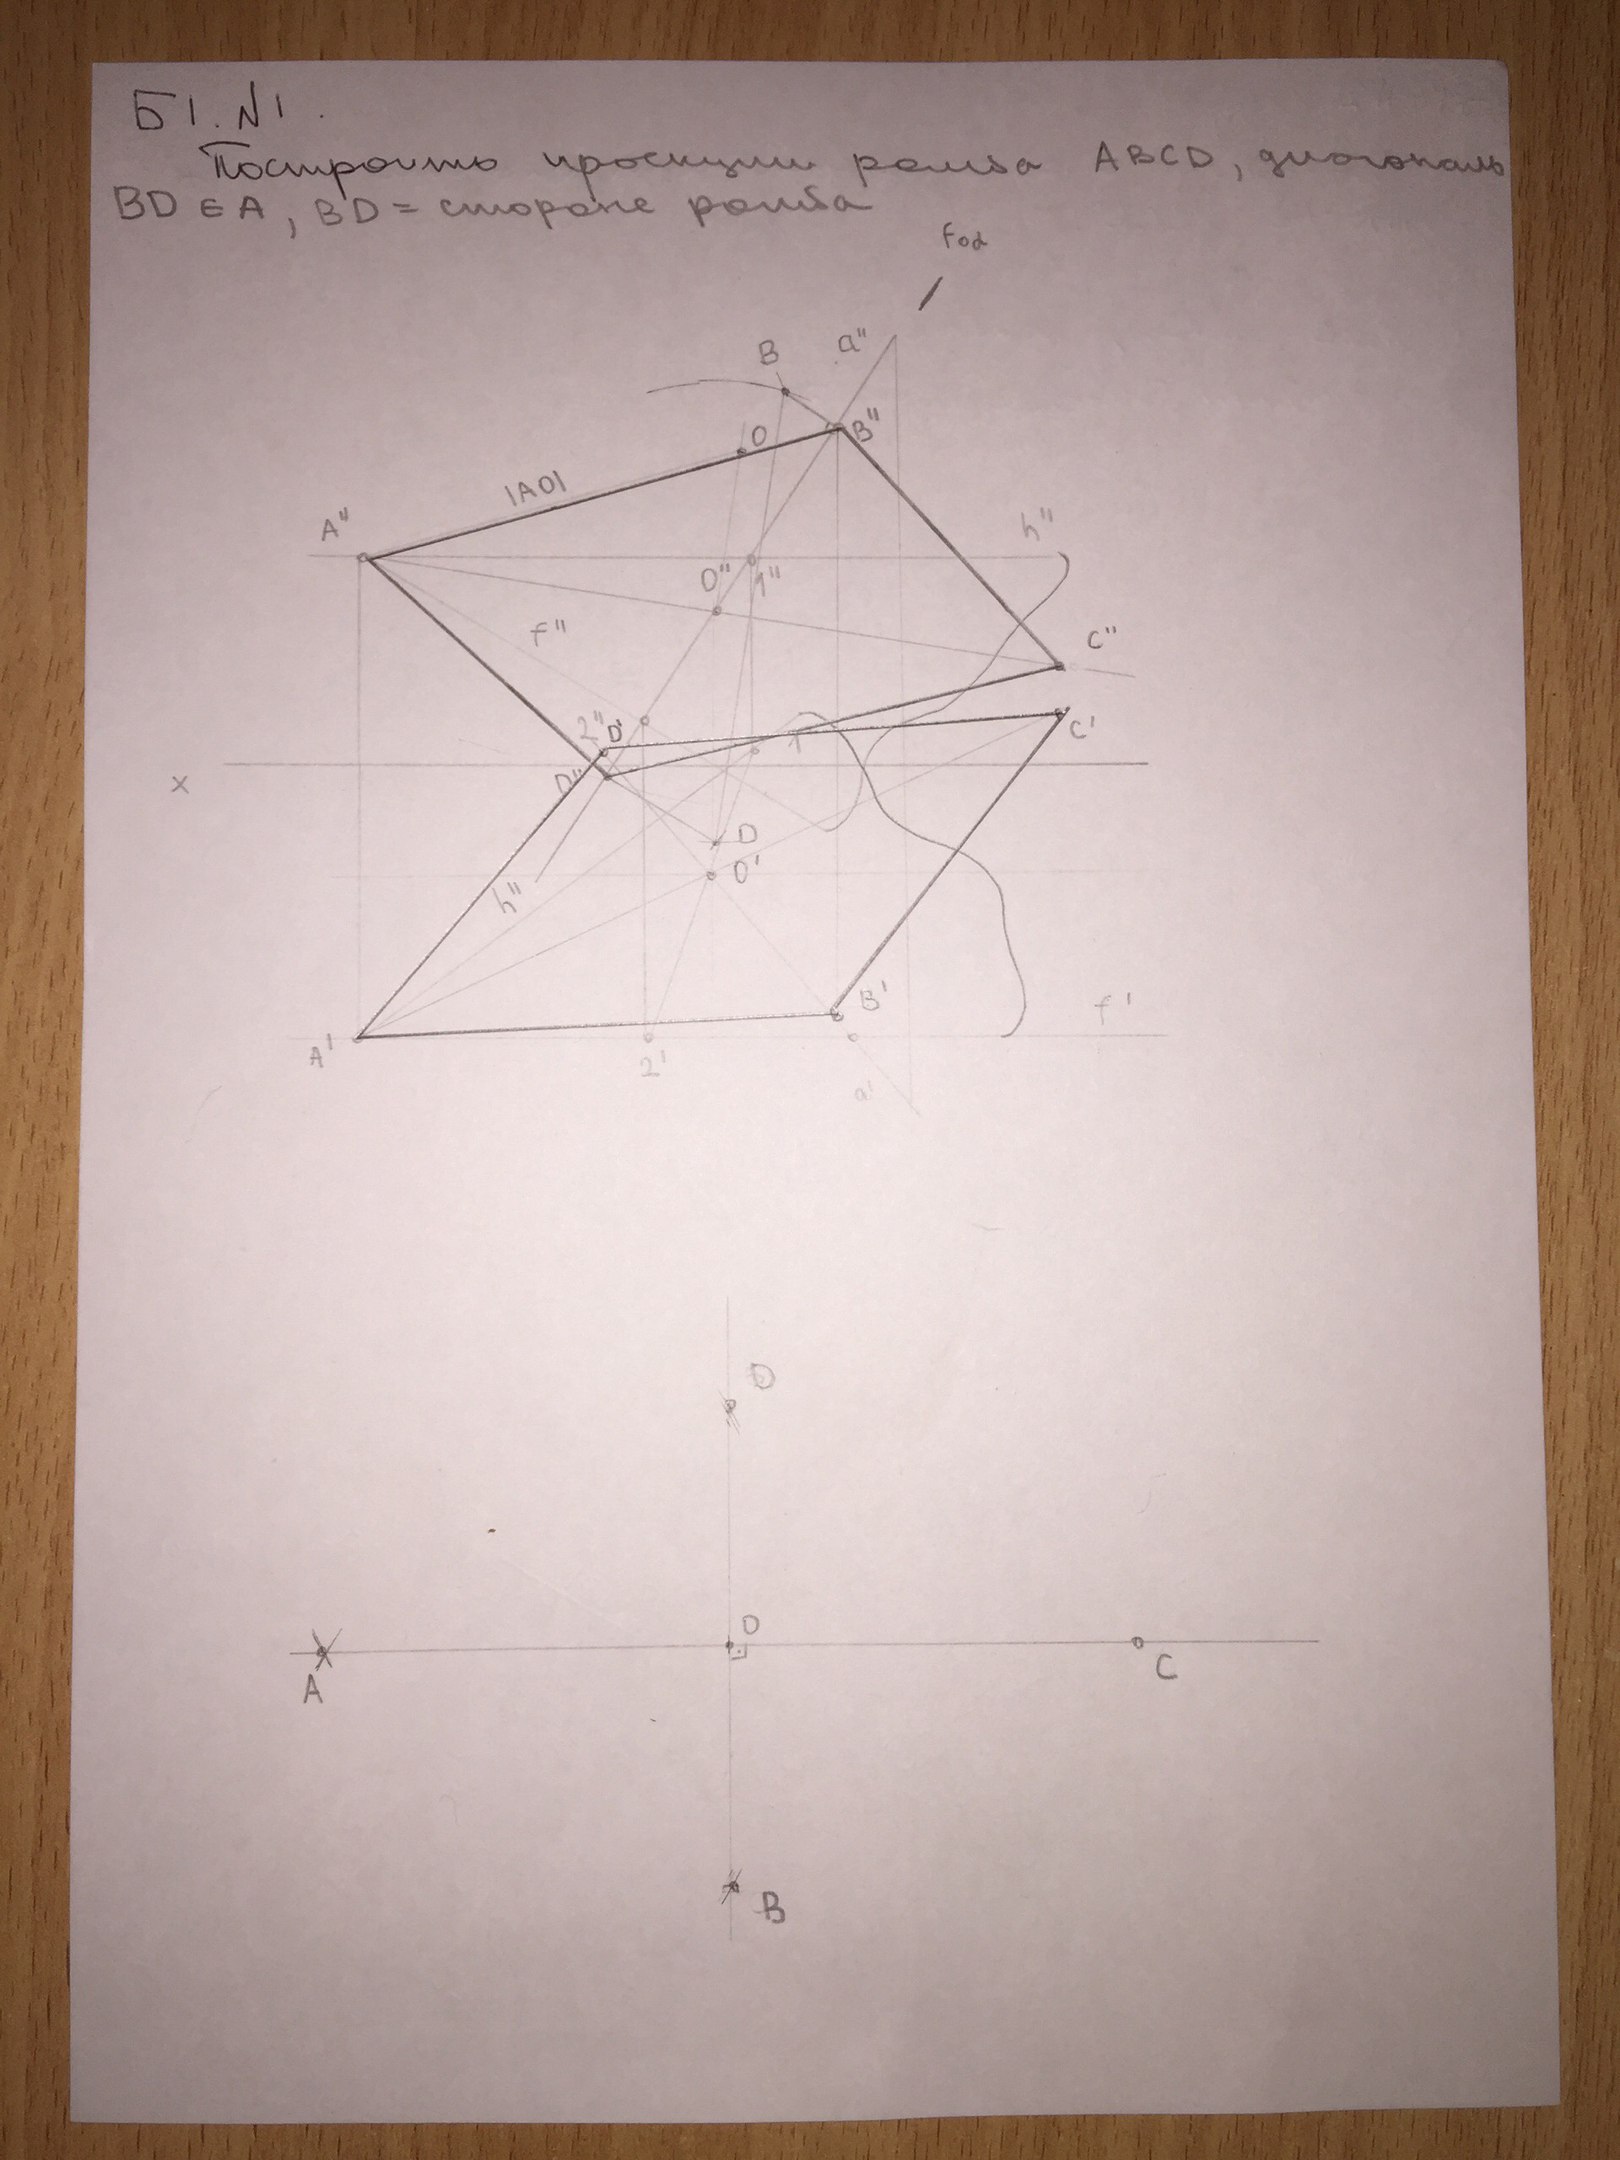 Б1. №1.
Построить проекции ромба ABCD, диагональ
BD ∈ A, BD = стороне ромба
f₀α
B a"
O B"
|AO|
A" h"
O" 1"
f" C"
2" D' 1' C'
x D"
D
O'
h"
B' f'
A' 2' a'
D
O
A C
B